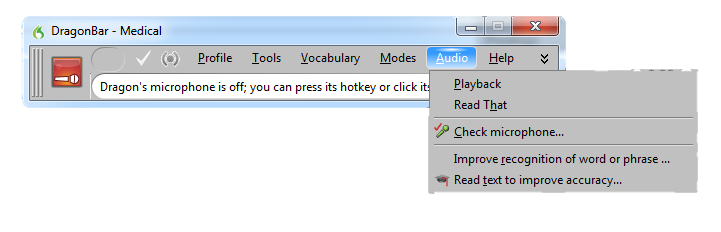 DragonBar - Medical
Profile Tools Vocabulary Modes Audio Help
Dragon's microphone is off; you can press its hotkey or click its
Playback
Read That
Check microphone...
Improve recognition of word or phrase ...
Read text to improve accuracy...